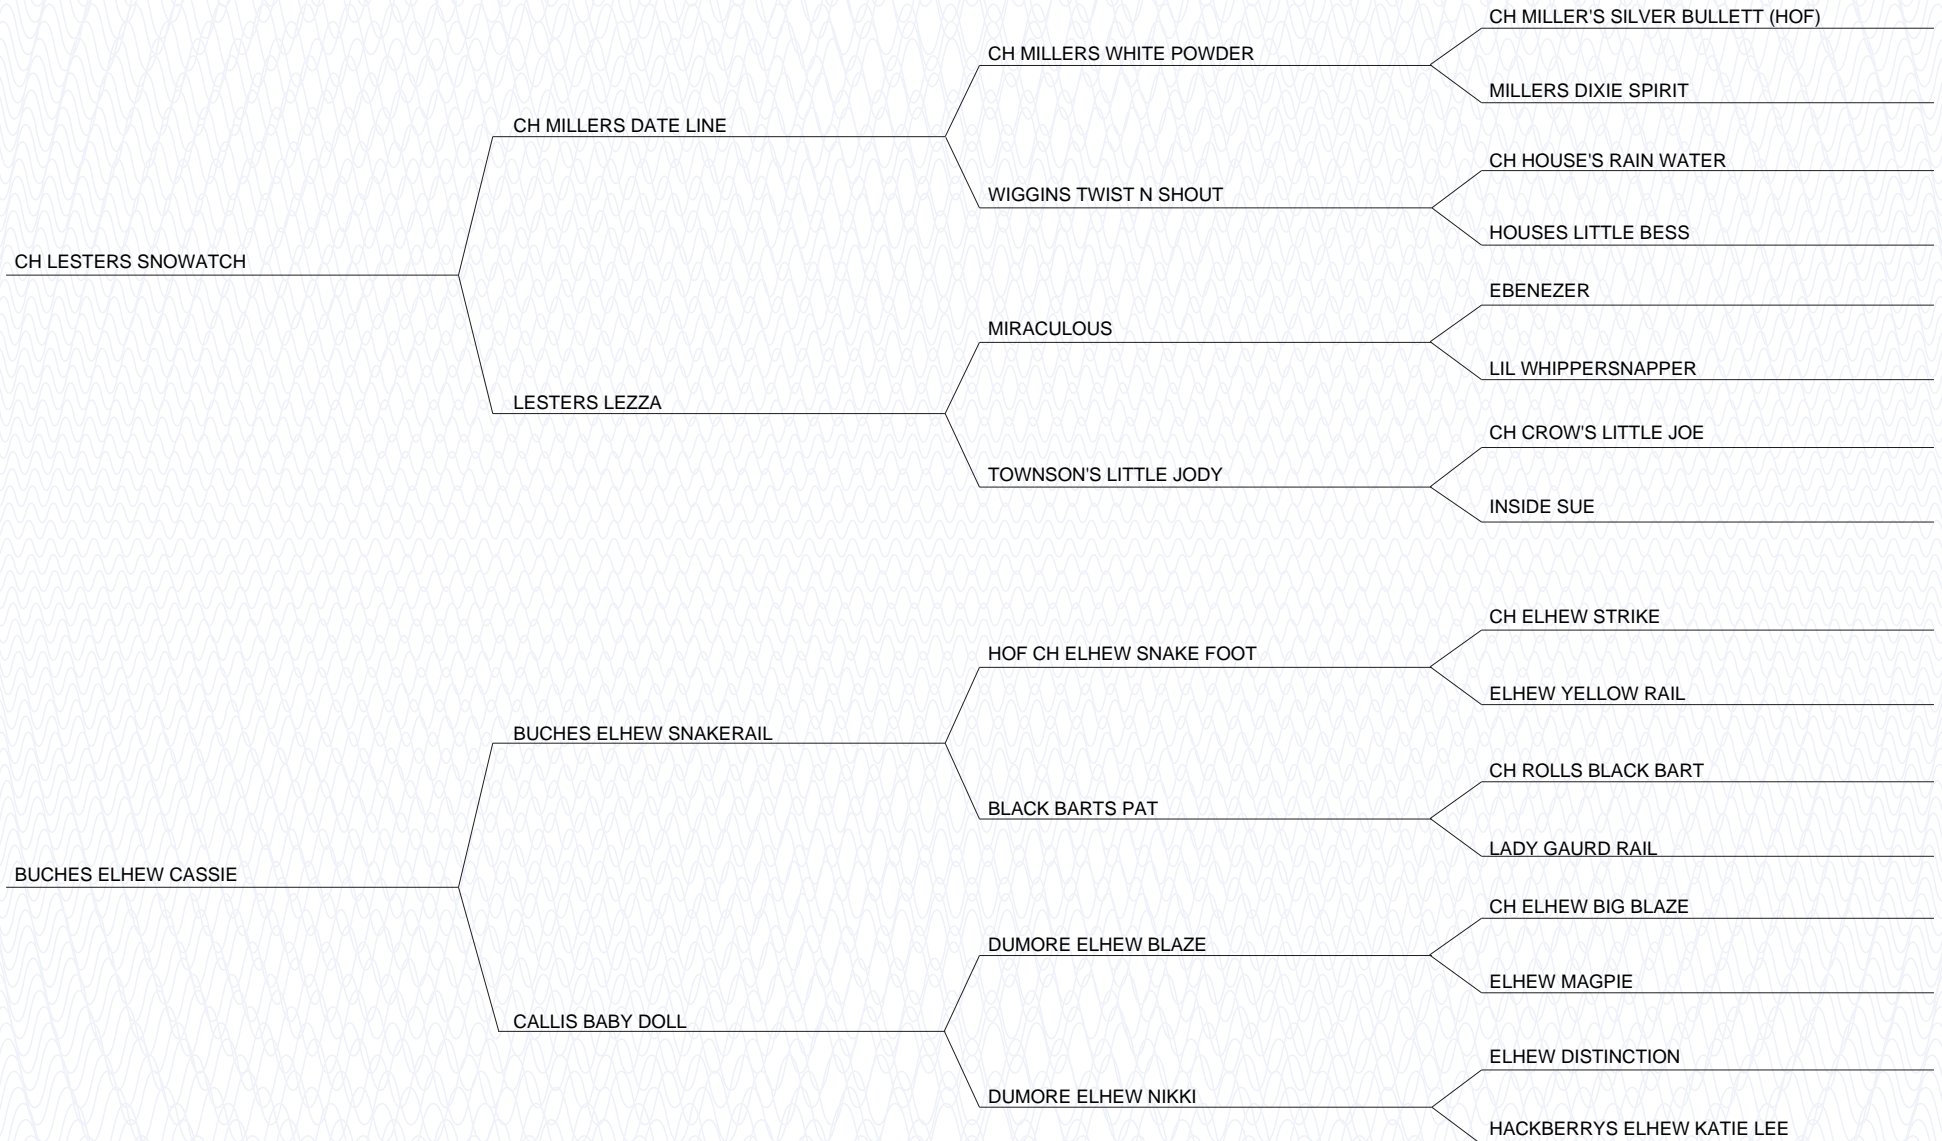 CH MILLER'S SILVER BULLETT (HOF)
CH MILLERS WHITE POWDER
MILLERS DIXIE SPIRIT
CH MILLERS DATE LINE
CH HOUSE'S RAIN WATER
WIGGINS TWIST N SHOUT
HOUSES LITTLE BESS
CH LESTERS SNOWATCH
EBENEZER
MIRACULOUS
LIL WHIPPERSNAPPER
LESTERS LEZZA
CH CROW'S LITTLE JOE
TOWNSON'S LITTLE JODY
INSIDE SUE
CH ELHEW STRIKE
HOF CH ELHEW SNAKE FOOT
ELHEW YELLOW RAIL
BUCHES ELHEW SNAKERAIL
CH ROLLS BLACK BART
BLACK BARTS PAT
LADY GAURD RAIL
BUCHES ELHEW CASSIE
CH ELHEW BIG BLAZE
DUMORE ELHEW BLAZE
ELHEW MAGPIE
CALLIS BABY DOLL
ELHEW DISTINCTION
DUMORE ELHEW NIKKI
HACKBERRYS ELHEW KATIE LEE